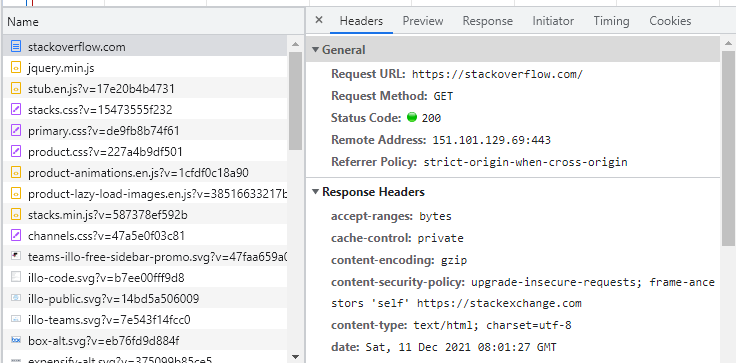 Name
stackoverflow.com
jquery.min.js
stub.en.js?v=17e20b4b4731
stacks.css?v=15473555f232
primary.css?v=de9fb8b74f61
product.css?v=227a4b9df501
product-animations.en.js?v=1cfdf0c18a90
product-lazy-load-images.en.js?v=38516633217b
stacks.min.js?v=587378ef592b
channels.css?v=47a5e0f03c81
teams-illo-free-sidebar-promo.svg?v=47faa659a0
illo-code.svg?v=b7ee00fff9d8
illo-public.svg?v=14bd5a506009
illo-teams.svg?v=7e543f14fcc0
box-alt.svg?v=eb76fd9d884f
expensify-alt.svg?v=375099b85ce5
Headers Preview Response Initiator Timing Cookies
General
Request URL: https://stackoverflow.com/
Request Method: GET
Status Code: 200
Remote Address: 151.101.129.69:443
Referrer Policy: strict-origin-when-cross-origin
Response Headers
accept-ranges: bytes
cache-control: private
content-encoding: gzip
content-security-policy: upgrade-insecure-requests; frame-ance
stors 'self' https://stackexchange.com
content-type: text/html; charset=utf-8
date: Sat, 11 Dec 2021 08:01:27 GMT